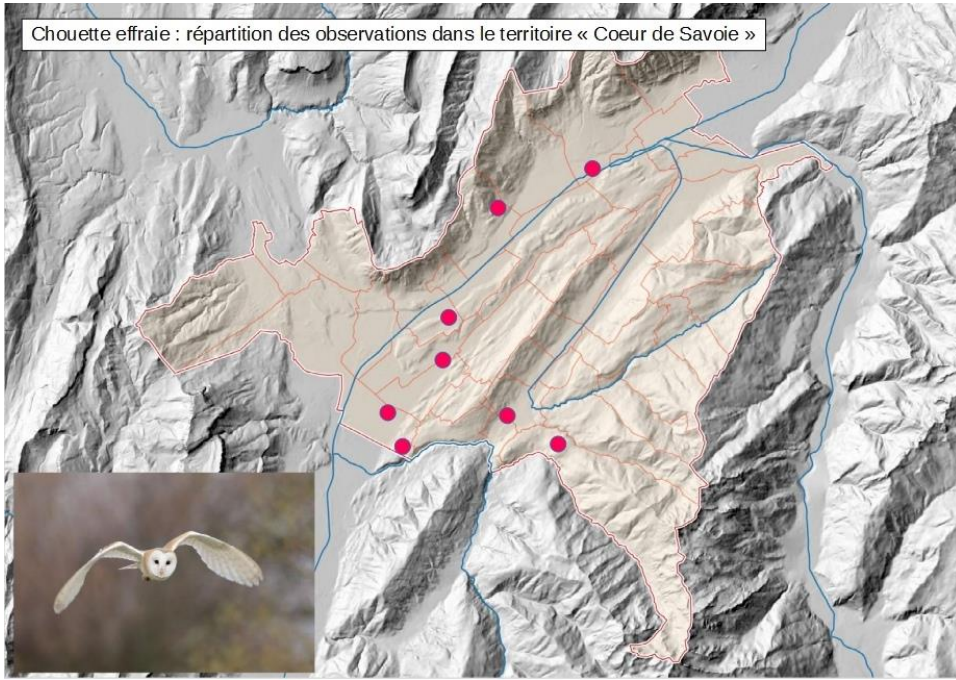 Chouette effraie : répartition des observations dans le territoire « Coeur de Savoie »